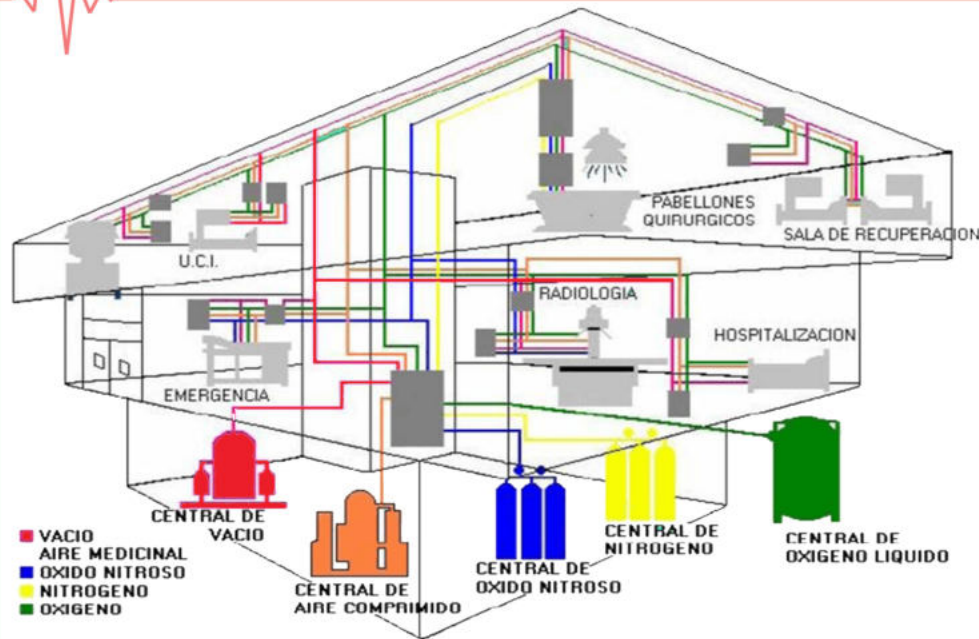 PABELLONES
QUIRURGICOS
SALA DE RECUPERACION
U.C.I.
RADIOLOGIA
HOSPITALIZACION
EMERGENCIA
CENTRAL DE
VACIO
CENTRAL DE
NITROGENO
CENTRAL DE
OXIGENO LIQUIDO
CENTRAL DE
OXIDO NITROSO
CENTRAL DE
AIRE COMPRIMIDO
VACIO
AIRE MEDICINAL
OXIDO NITROSO
NITROGENO
OXIGENO